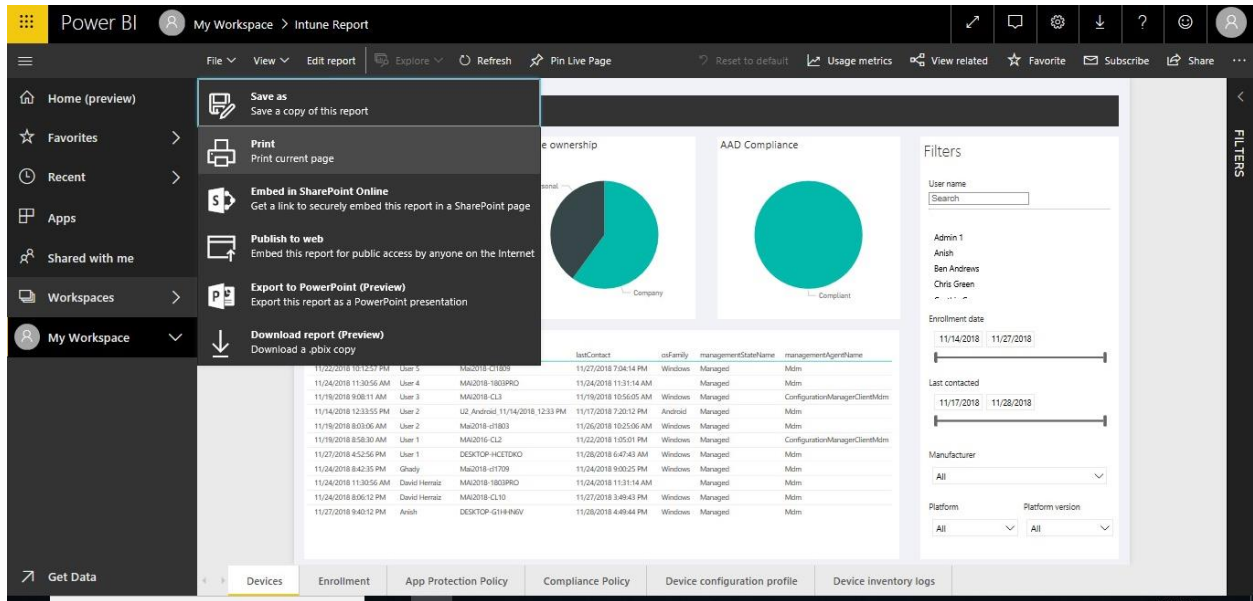 Power BI
My Workspace > Intune Report
File View Edit report Explore Refresh Pin Live Page Reset to default Usage metrics View related Favorite Subscribe Share
Home (preview)
Favorites
Recent
Apps
Shared with me
Workspaces
My Workspace
Get Data
Save as
Save a copy of this report
Print
Print current page
Embed in SharePoint Online
Get a link to securely embed this report in a SharePoint page
Publish to web
Embed this report for public access by anyone on the Internet
Export to PowerPoint (Preview)
Export this report as a PowerPoint presentation
Download report (Preview)
Download a .pbix copy
ownership
Company
AAD Compliance
Compliant
lastContact osFamily managementStateName managementAgentName
11/22/2018 10:12:57 PM User 5 Mai2018-Cl1809 11/27/2018 7:04:14 PM Windows Managed Mdm
11/24/2018 11:30:56 AM User 4 MAI2018-1803PRO 11/24/2018 11:31:14 AM Managed Mdm
11/19/2018 9:08:11 AM User 3 MAI2018-CL3 11/19/2018 10:56:05 AM Windows Managed ConfigurationManagerClientMdm
11/14/2018 12:33:55 PM User 2 U2_Android_11/14/2018_12:33 PM 11/17/2018 7:20:12 PM Android Managed Mdm
11/19/2018 8:03:06 AM User 2 Mai2018-cl1803 11/26/2018 10:25:06 AM Windows Managed Mdm
11/19/2018 8:58:30 AM User 1 MAI2016-CL2 11/22/2018 1:05:01 PM Windows Managed ConfigurationManagerClientMdm
11/27/2018 4:52:56 PM User 1 DESKTOP-HCETDKO 11/28/2018 6:47:43 AM Windows Managed Mdm
11/24/2018 8:42:35 PM Ghady Mai2018-cl1709 11/24/2018 9:00:25 PM Windows Managed Mdm
11/24/2018 11:30:56 AM David Herraiz MAI2018-1803PRO 11/24/2018 11:31:14 AM Managed Mdm
11/24/2018 8:06:12 PM David Herraiz MAI2018-CL10 11/27/2018 3:49:43 PM Windows Managed Mdm
11/27/2018 9:40:12 PM Anish DESKTOP-G1HHN6V 11/28/2018 4:49:44 PM Windows Managed Mdm
Filters
User name
Search
Admin 1
Anish
Ben Andrews
Chris Green
Enrollment date
11/14/2018 11/27/2018
Last contacted
11/17/2018 11/28/2018
Manufacturer
All
Platform Platform version
All All
FILTERS
Devices Enrollment App Protection Policy Compliance Policy Device configuration profile Device inventory logs